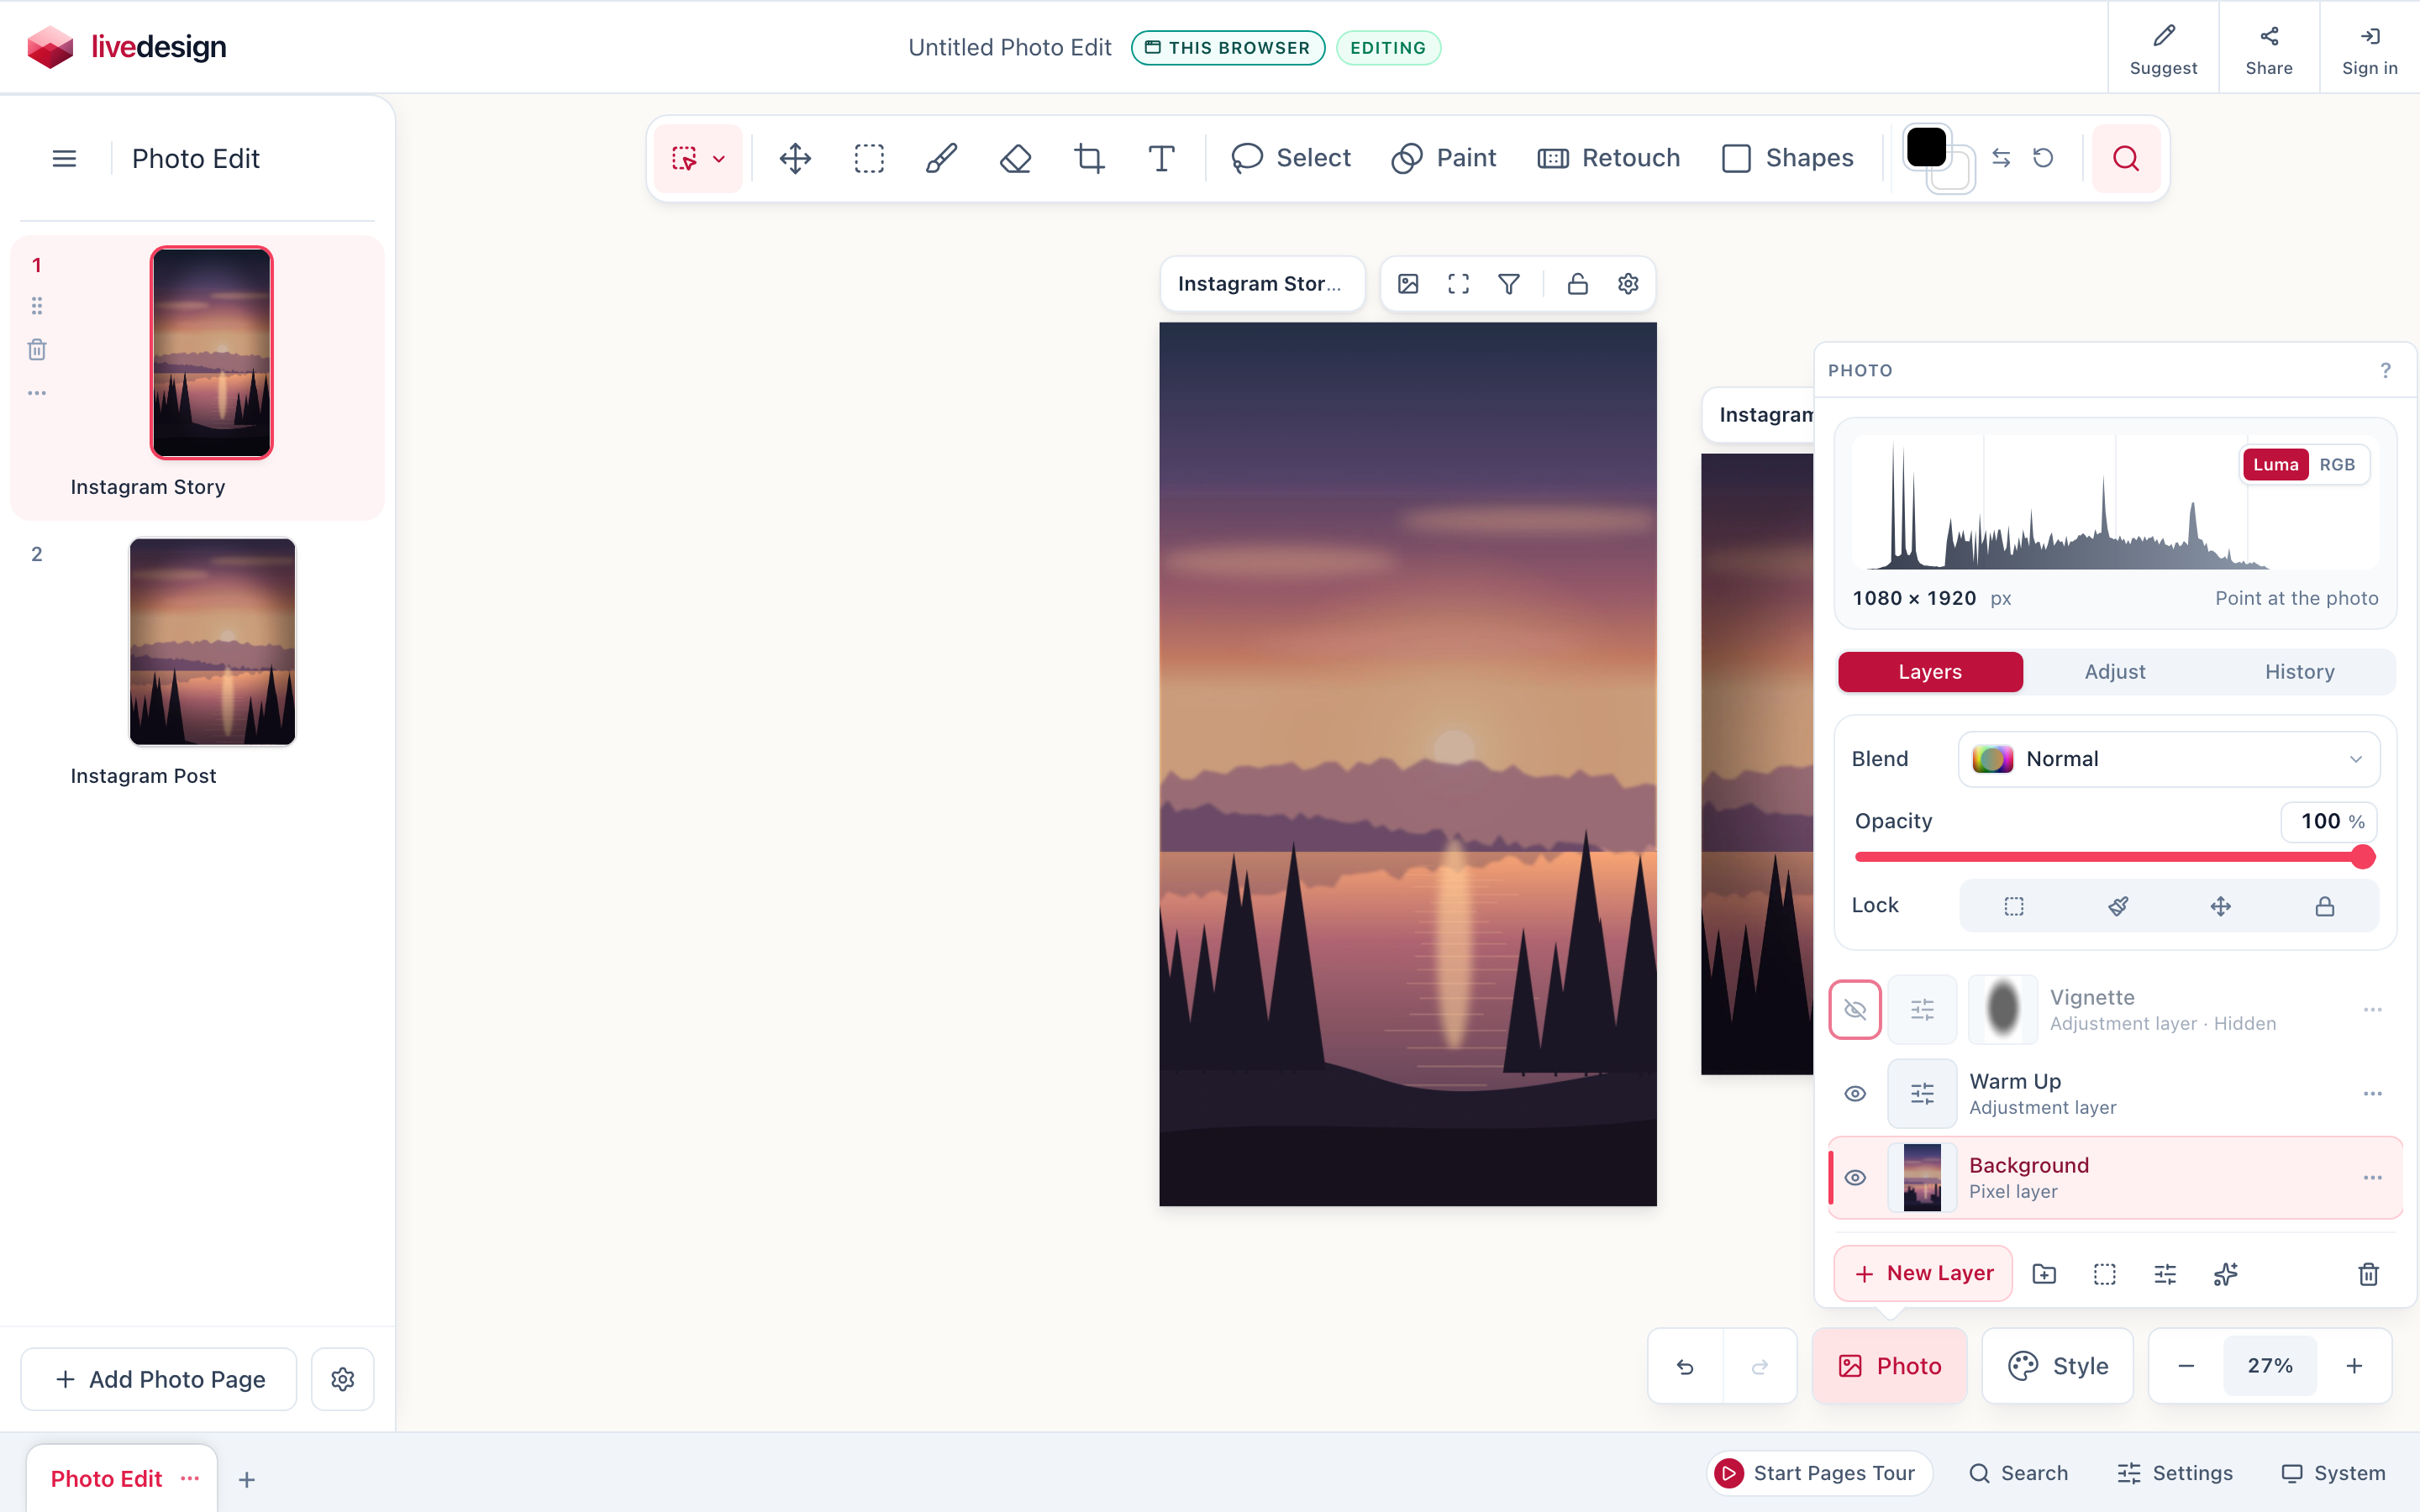 livedesign
Untitled Photo Edit
THIS BROWSER
EDITING
Suggest
Share
Sign in
Photo Edit
Select
Paint
Retouch
Shapes
1
Instagram Story
2
Instagram Post
Instagram Stor...
Instagram
PHOTO
?
Luma
RGB
1080 × 1920 px
Point at the photo
Layers
Adjust
History
Blend
Normal
Opacity
100 %
Lock
Vignette
Adjustment layer · Hidden
Warm Up
Adjustment layer
Background
Pixel layer
New Layer
Add Photo Page
Photo
Style
27%
Photo Edit
Start Pages Tour
Search
Settings
System